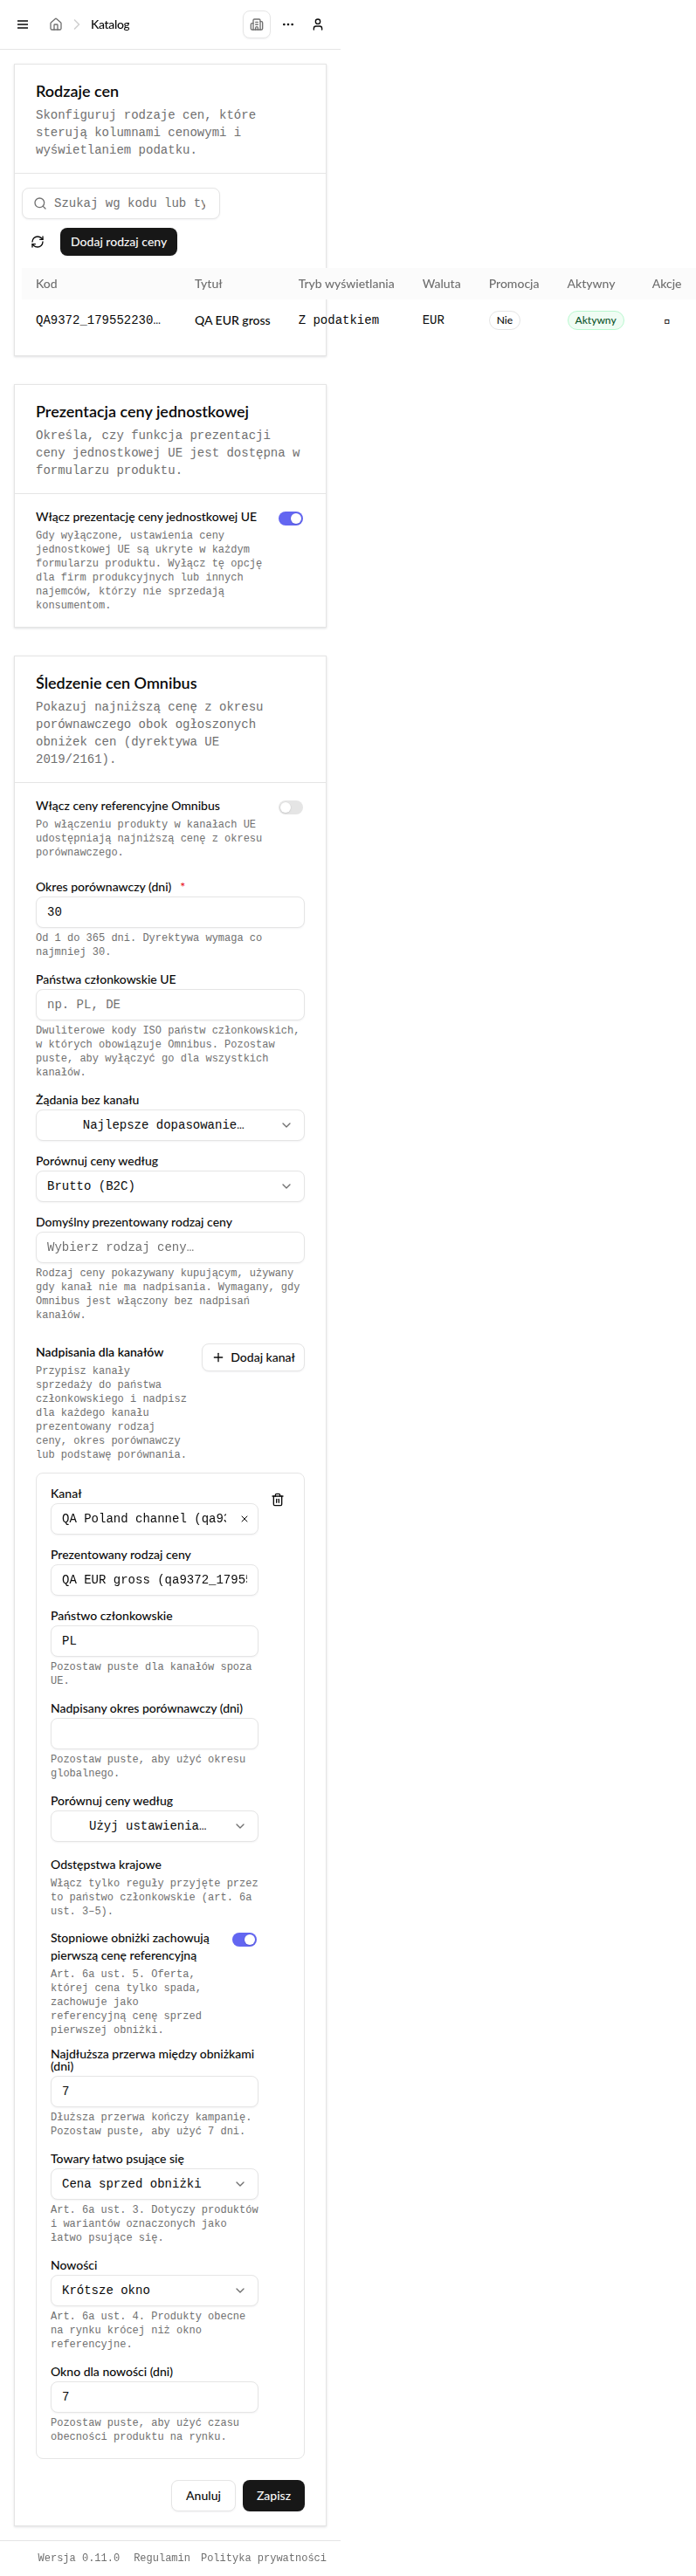 Katalog
Rodzaje cen
Skonfiguruj rodzaje cen, które
sterują kolumnami cenowymi i
wyświetlaniem podatku.
Szukaj wg kodu lub ty
Dodaj rodzaj ceny
Kod Tytuł Tryb wyświetlania Waluta Promocja Aktywny Akcje
QA9372_179552230… QA EUR gross Z podatkiem EUR Nie Aktywny
Prezentacja ceny jednostkowej
Określa, czy funkcja prezentacji
ceny jednostkowej UE jest dostępna w
formularzu produktu.
Włącz prezentację ceny jednostkowej UE
Gdy wyłączone, ustawienia ceny
jednostkowej UE są ukryte w każdym
formularzu produktu. Wyłącz tę opcję
dla firm produkcyjnych lub innych
najemców, którzy nie sprzedają
konsumentom.
Śledzenie cen Omnibus
Pokazuj najniższą cenę z okresu
porównawczego obok ogłoszonych
obniżek cen (dyrektywa UE
2019/2161).
Włącz ceny referencyjne Omnibus
Po włączeniu produkty w kanałach UE
udostępniają najniższą cenę z okresu
porównawczego.
Okres porównawczy (dni) *
30
Od 1 do 365 dni. Dyrektywa wymaga co
najmniej 30.
Państwa członkowskie UE
np. PL, DE
Dwuliterowe kody ISO państw członkowskich,
w których obowiązuje Omnibus. Pozostaw
puste, aby wyłączyć go dla wszystkich
kanałów.
Żądania bez kanału
Najlepsze dopasowanie…
Porównuj ceny według
Brutto (B2C)
Domyślny prezentowany rodzaj ceny
Wybierz rodzaj ceny…
Rodzaj ceny pokazywany kupującym, używany
gdy kanał nie ma nadpisania. Wymagany, gdy
Omnibus jest włączony bez nadpisań
kanałów.
Nadpisania dla kanałów
Dodaj kanał
Przypisz kanały
sprzedaży do państwa
członkowskiego i nadpisz
dla każdego kanału
prezentowany rodzaj
ceny, okres porównawczy
lub podstawę porównania.
Kanał
QA Poland channel (qa93
Prezentowany rodzaj ceny
QA EUR gross (qa9372_1795
Państwo członkowskie
PL
Pozostaw puste dla kanałów spoza
UE.
Nadpisany okres porównawczy (dni)
Pozostaw puste, aby użyć okresu
globalnego.
Porównuj ceny według
Użyj ustawienia…
Odstępstwa krajowe
Włącz tylko reguły przyjęte przez
to państwo członkowskie (art. 6a
ust. 3–5).
Stopniowe obniżki zachowują
pierwszą cenę referencyjną
Art. 6a ust. 5. Oferta,
której cena tylko spada,
zachowuje jako
referencyjną cenę sprzed
pierwszej obniżki.
Najdłuższa przerwa między obniżkami
(dni)
7
Dłuższa przerwa kończy kampanię.
Pozostaw puste, aby użyć 7 dni.
Towary łatwo psujące się
Cena sprzed obniżki
Art. 6a ust. 3. Dotyczy produktów
i wariantów oznaczonych jako
łatwo psujące się.
Nowości
Krótsze okno
Art. 6a ust. 4. Produkty obecne
na rynku krócej niż okno
referencyjne.
Okno dla nowości (dni)
7
Pozostaw puste, aby użyć czasu
obecności produktu na rynku.
Anuluj Zapisz
Wersja 0.11.0 Regulamin Polityka prywatności